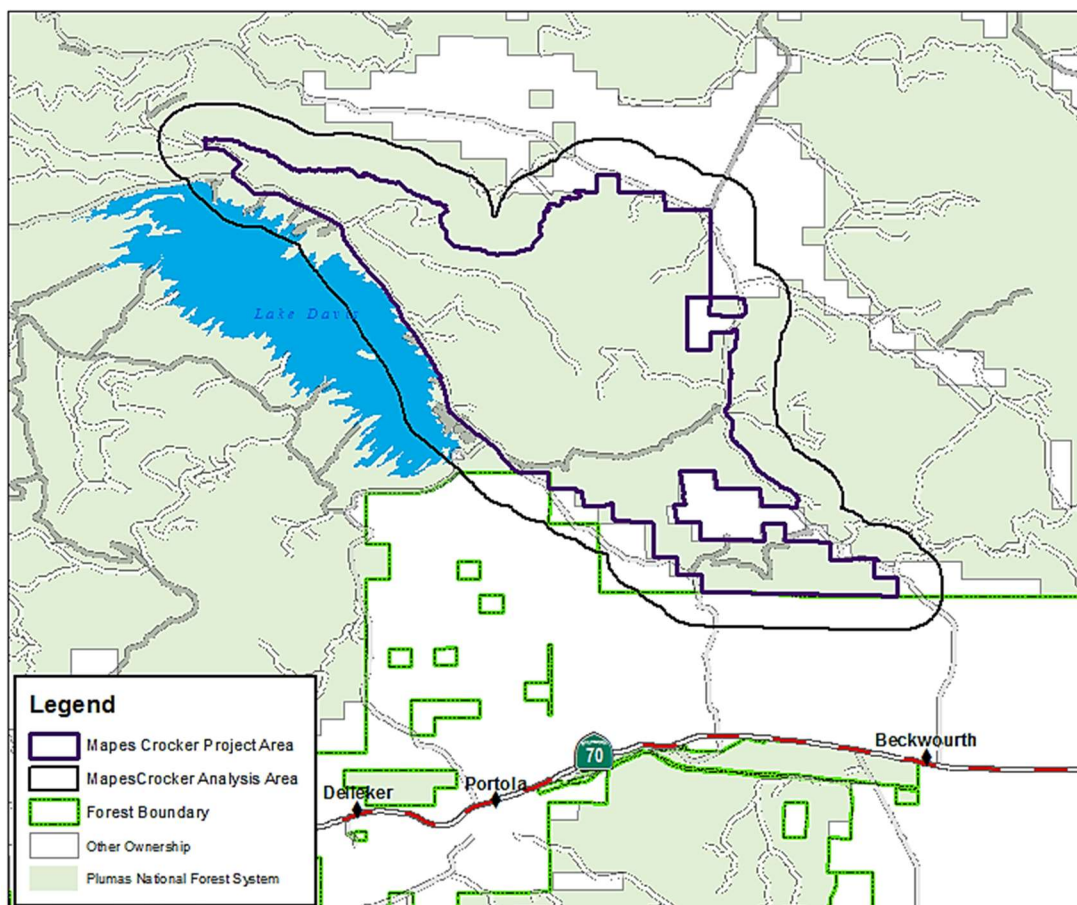 Lake Davis
Legend
Mapes Crocker Project Area
MapesCrocker Analysis Area
Forest Boundary
Other Ownership
Plumas National Forest System
70
Beckwourth
Portola
Delleker